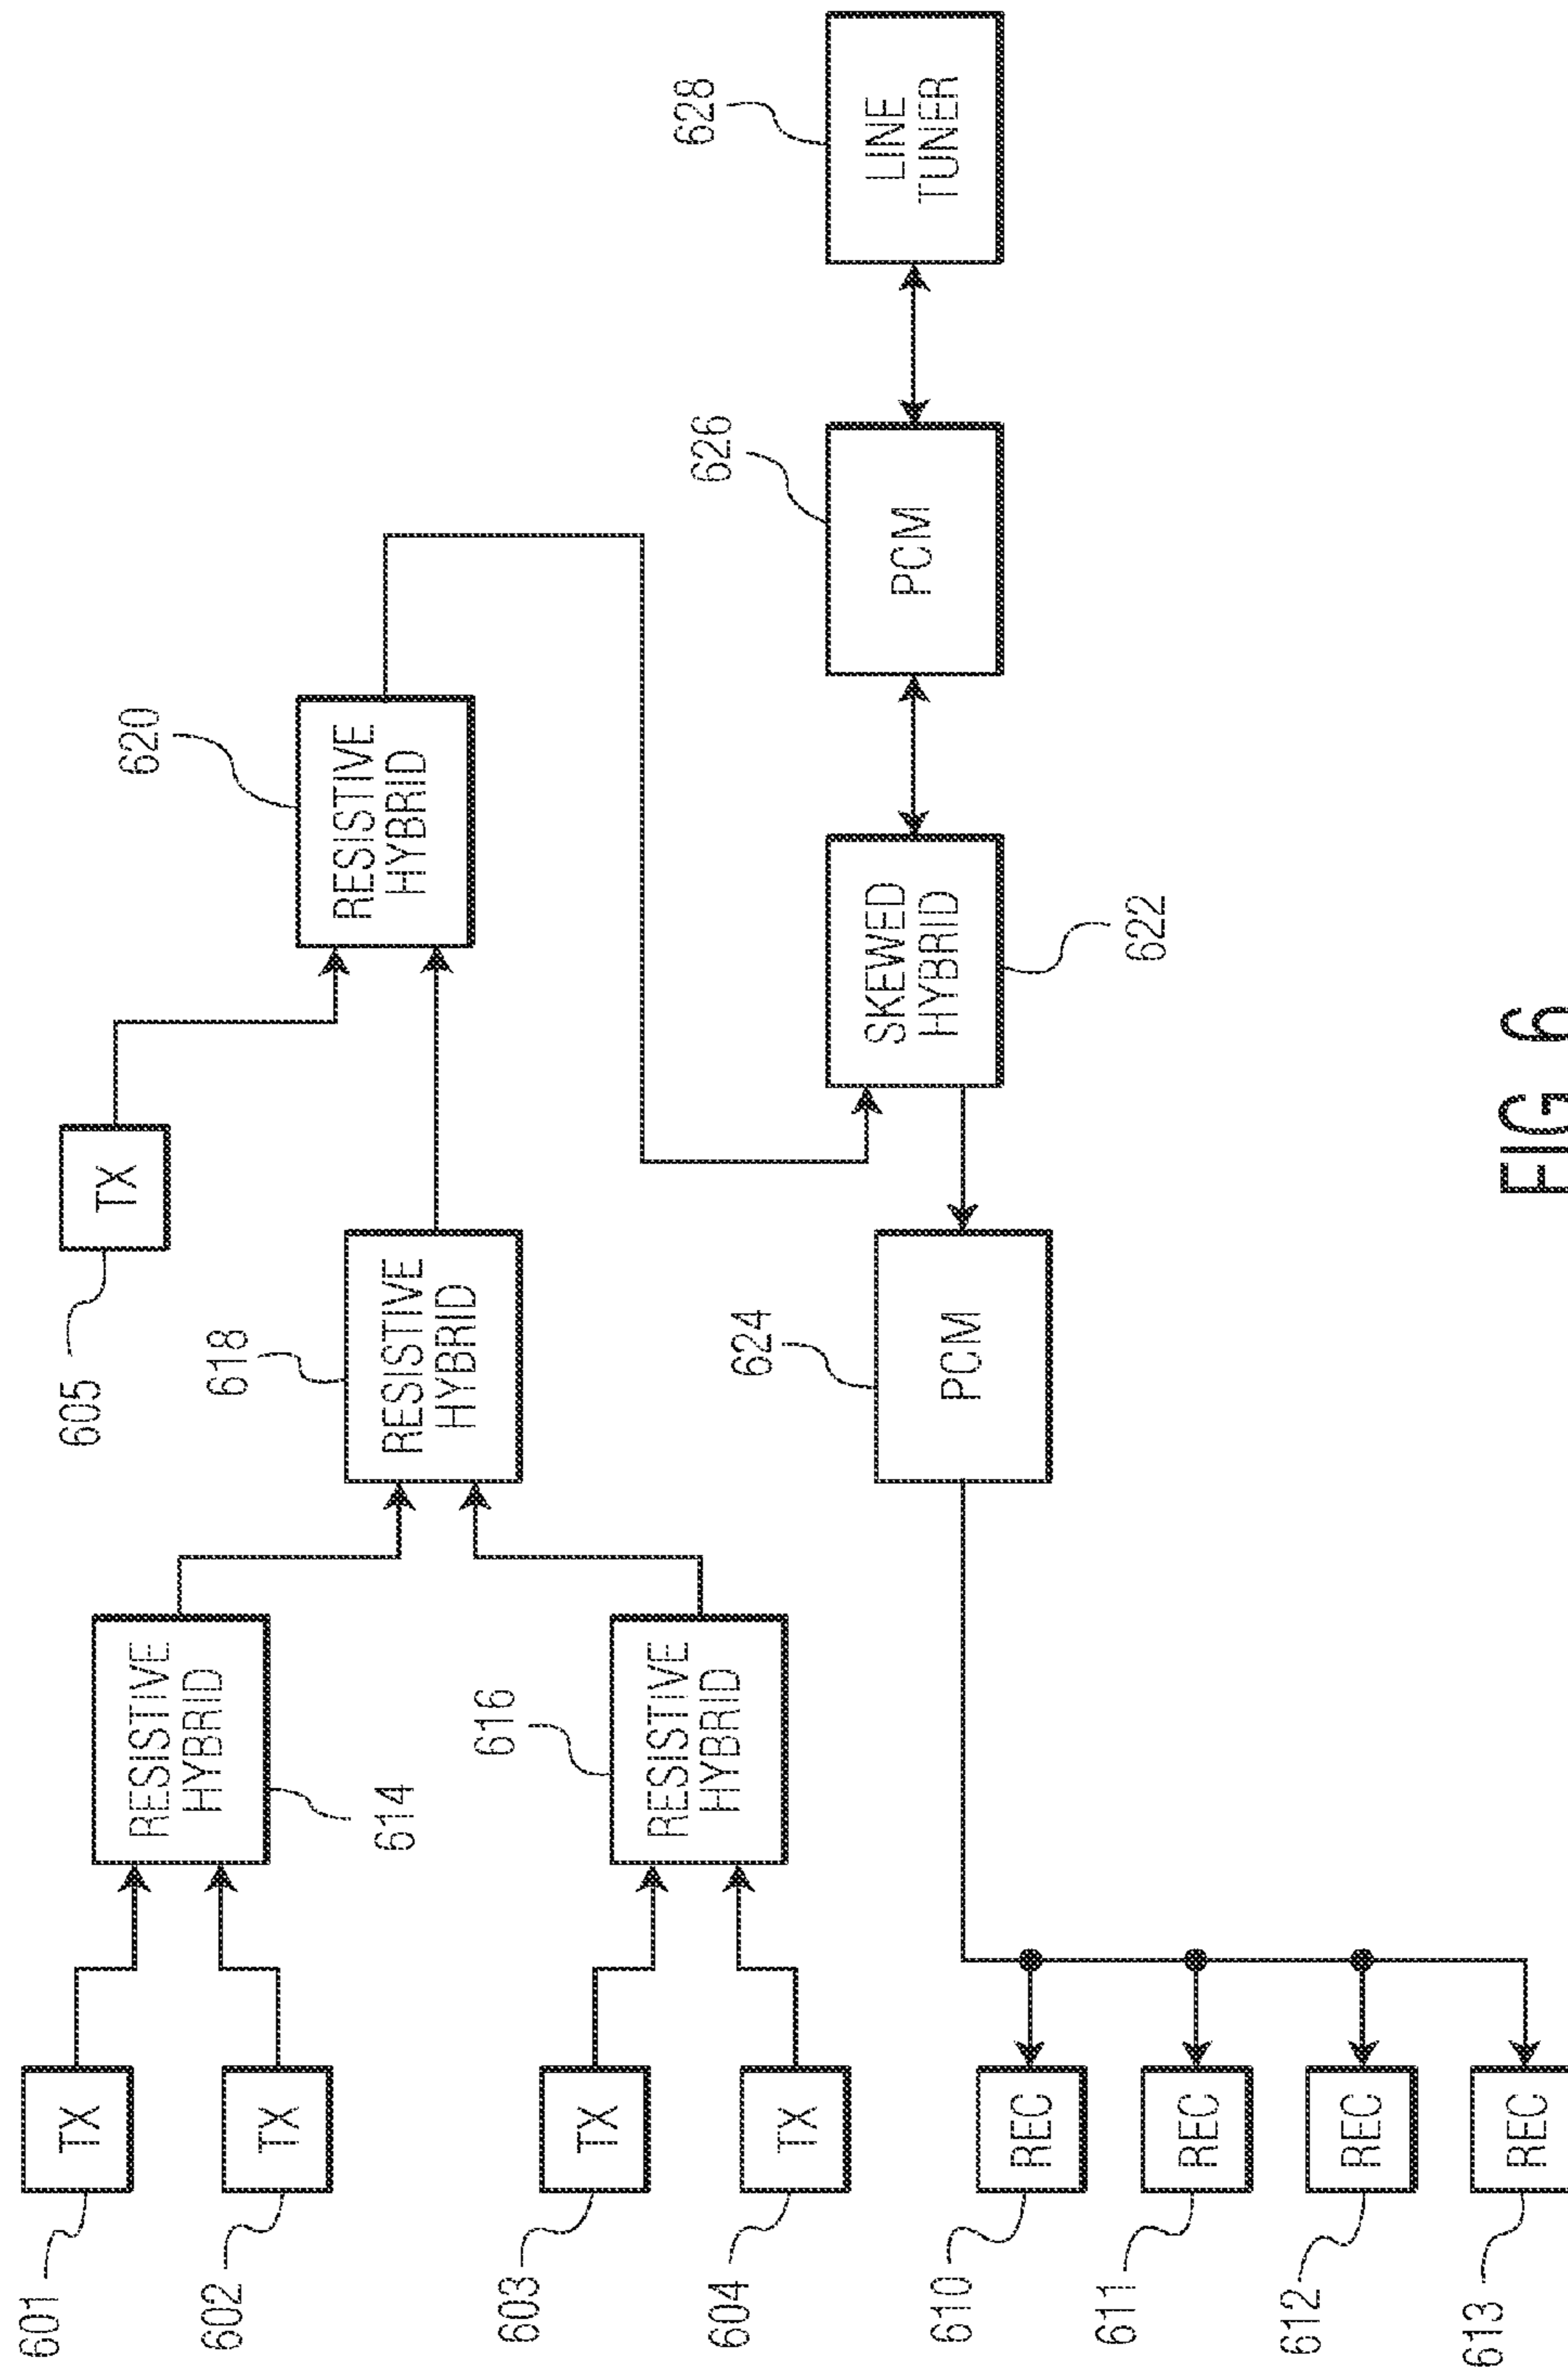 605
TX
620
RESISTIVE
HYBRID
618
RESISTIVE
HYBRID
601
TX
602
TX
RESISTIVE
HYBRID
614
603
TX
604
TX
616
RESISTIVE
HYBRID
628
LINE
TUNER
626
PCM
SKEWED
HYBRID
622
624
PCM
610
REC
611
REC
612
REC
613
REC
FIG. 6